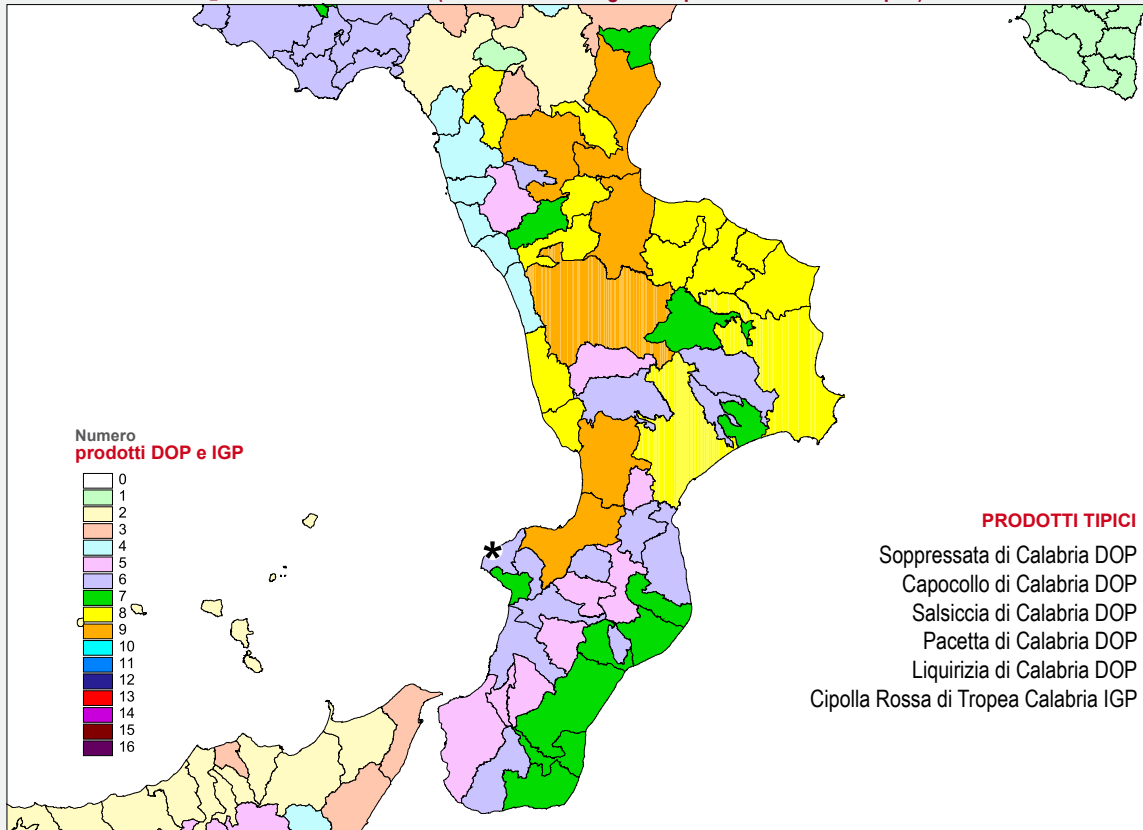 Numero
prodotti DOP e IGP
0
1
2
3
4
5
6
7
8
9
10
11
12
13
14
15
16
*
PRODOTTI TIPICI
Soppressata di Calabria DOP
Capocollo di Calabria DOP
Salsiccia di Calabria DOP
Pacetta di Calabria DOP
Liquirizia di Calabria DOP
Cipolla Rossa di Tropea Calabria IGP